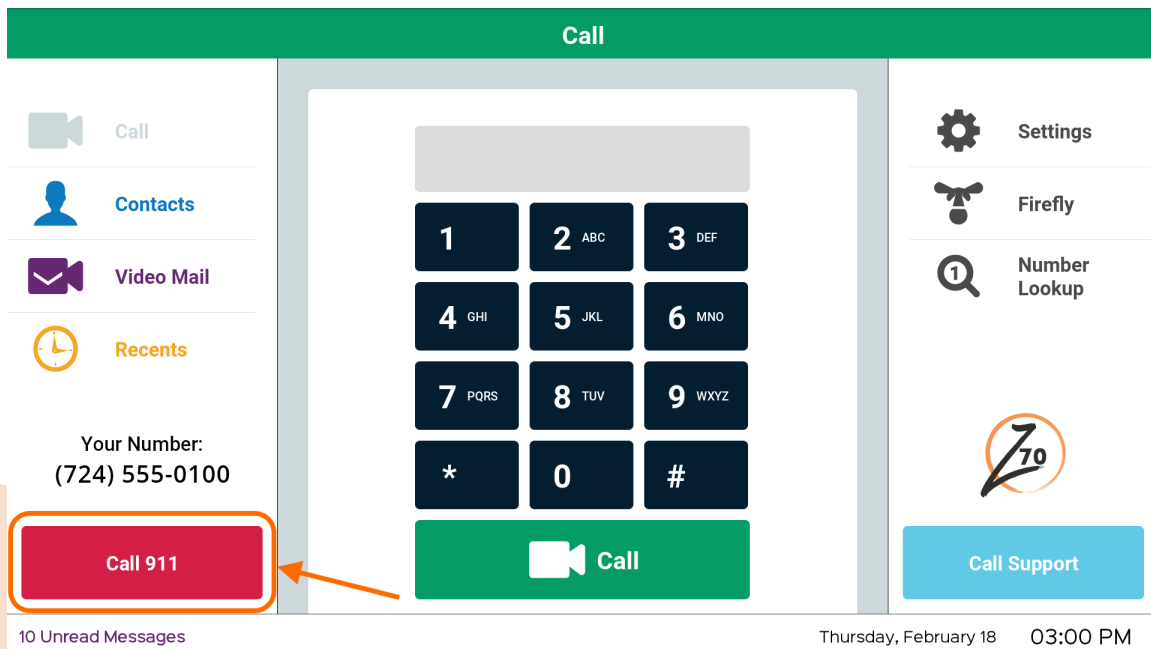 Call
Call
Contacts
Video Mail
Recents
Your Number:
(724) 555-0100
Call 911
1
2 ABC
3 DEF
4 GHI
5 JKL
6 MNO
7 PQRS
8 TUV
9 WXYZ
*
0
#
Call
Settings
Firefly
1
Number
Lookup
Z70
Call Support
10 Unread Messages
Thursday, February 18
03:00 PM